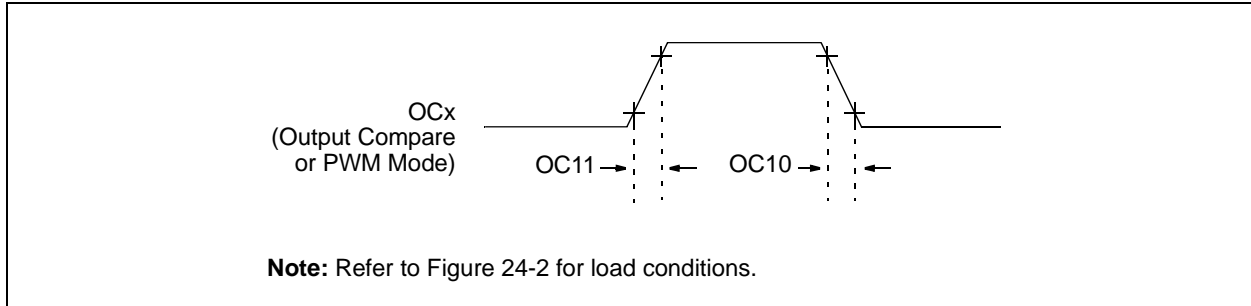 OCx
(Output Compare
or PWM Mode)
OC11
OC10
Note: Refer to Figure 24-2 for load conditions.